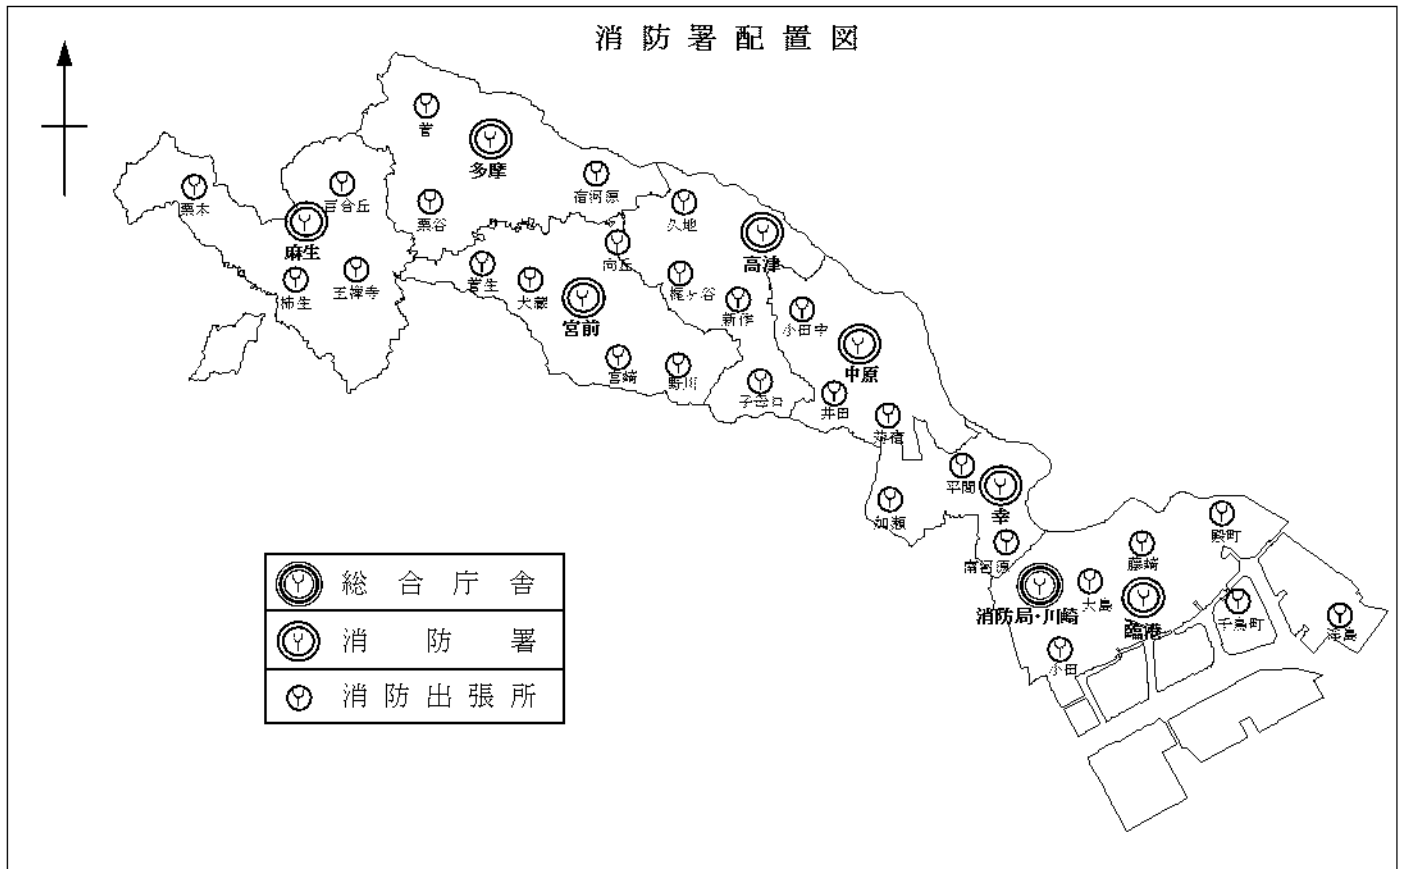 消防署配置図
菅
多摩
宿河原
栗木
百合丘
栗谷
久地
麻生
向丘
高津
柿生
王禅寺
菅生
犬蔵
梶ヶ谷
宮前
新作
小田中
宮崎
野川
中原
子母口
井田
苅宿
平間
加瀬
幸
殿町
南河原
藤崎
総合庁舎
消防局・川崎
大島
臨港
千鳥町
浮島
消防署
小田
消防出張所